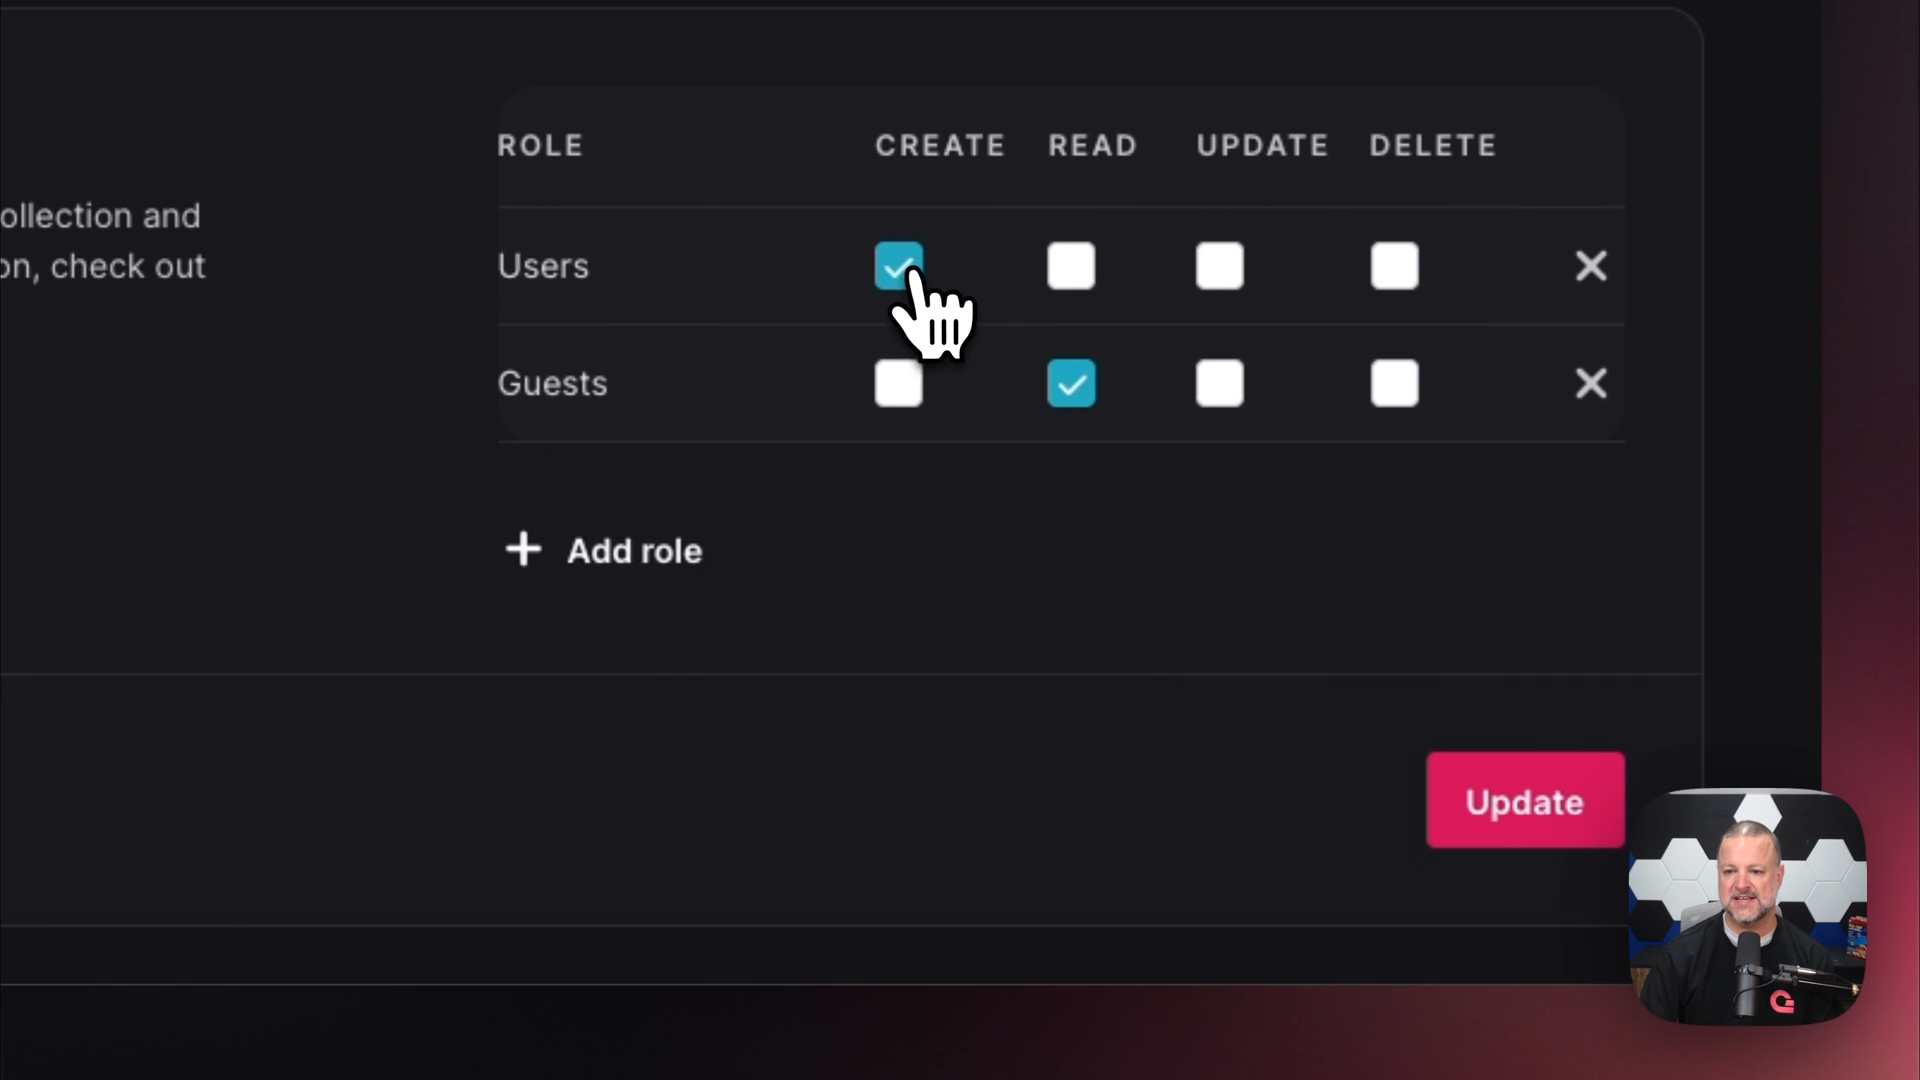 ROLE CREATE READ UPDATE DELETE
ollection and
on, check out
Users
Guests
Add role
Update